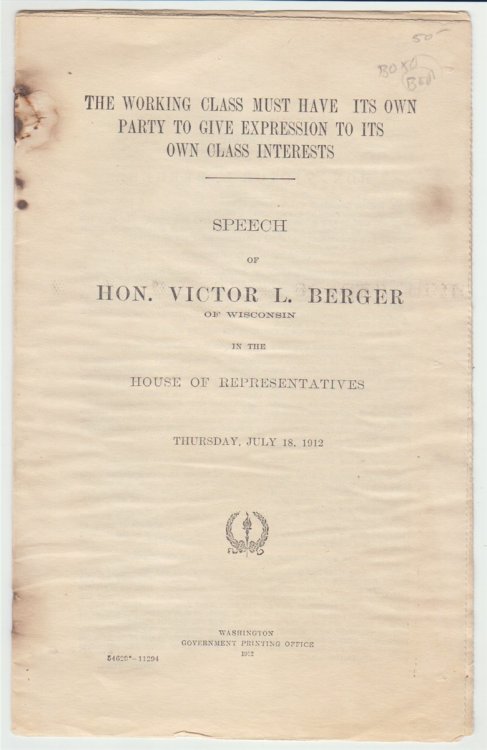 50-
THE WORKING CLASS MUST HAVE ITS OWN
PARTY TO GIVE EXPRESSION TO ITS
OWN CLASS INTERESTS
SPEECH
OF
HON. VICTOR L. BERGER
OF WISCONSIN
IN THE
HOUSE OF REPRESENTATIVES
THURSDAY, JULY 18, 1912
WASHINGTON
GOVERNMENT PRINTING OFFICE
1912